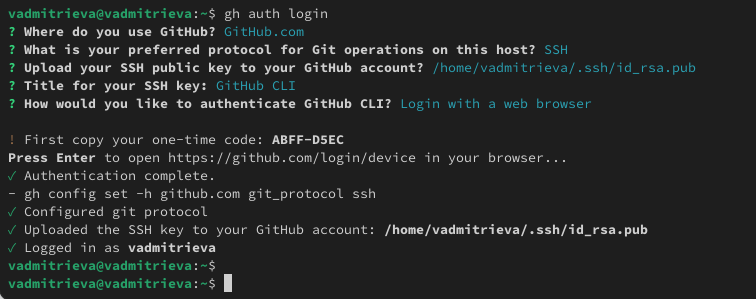 vadmitrieva@vadmitrieva:~$ gh auth login
? Where do you use GitHub? GitHub.com
? What is your preferred protocol for Git operations on this host? SSH
? Upload your SSH public key to your GitHub account? /home/vadmitrieva/.ssh/id_rsa.pub
? Title for your SSH key: GitHub CLI
? How would you like to authenticate GitHub CLI? Login with a web browser
! First copy your one-time code: ABFF-D5EC
Press Enter to open https://github.com/login/device in your browser...
✓ Authentication complete.
- gh config set -h github.com git_protocol ssh
✓ Configured git protocol
✓ Uploaded the SSH key to your GitHub account: /home/vadmitrieva/.ssh/id_rsa.pub
✓ Logged in as vadmitrieva
vadmitrieva@vadmitrieva:~$
vadmitrieva@vadmitrieva:~$